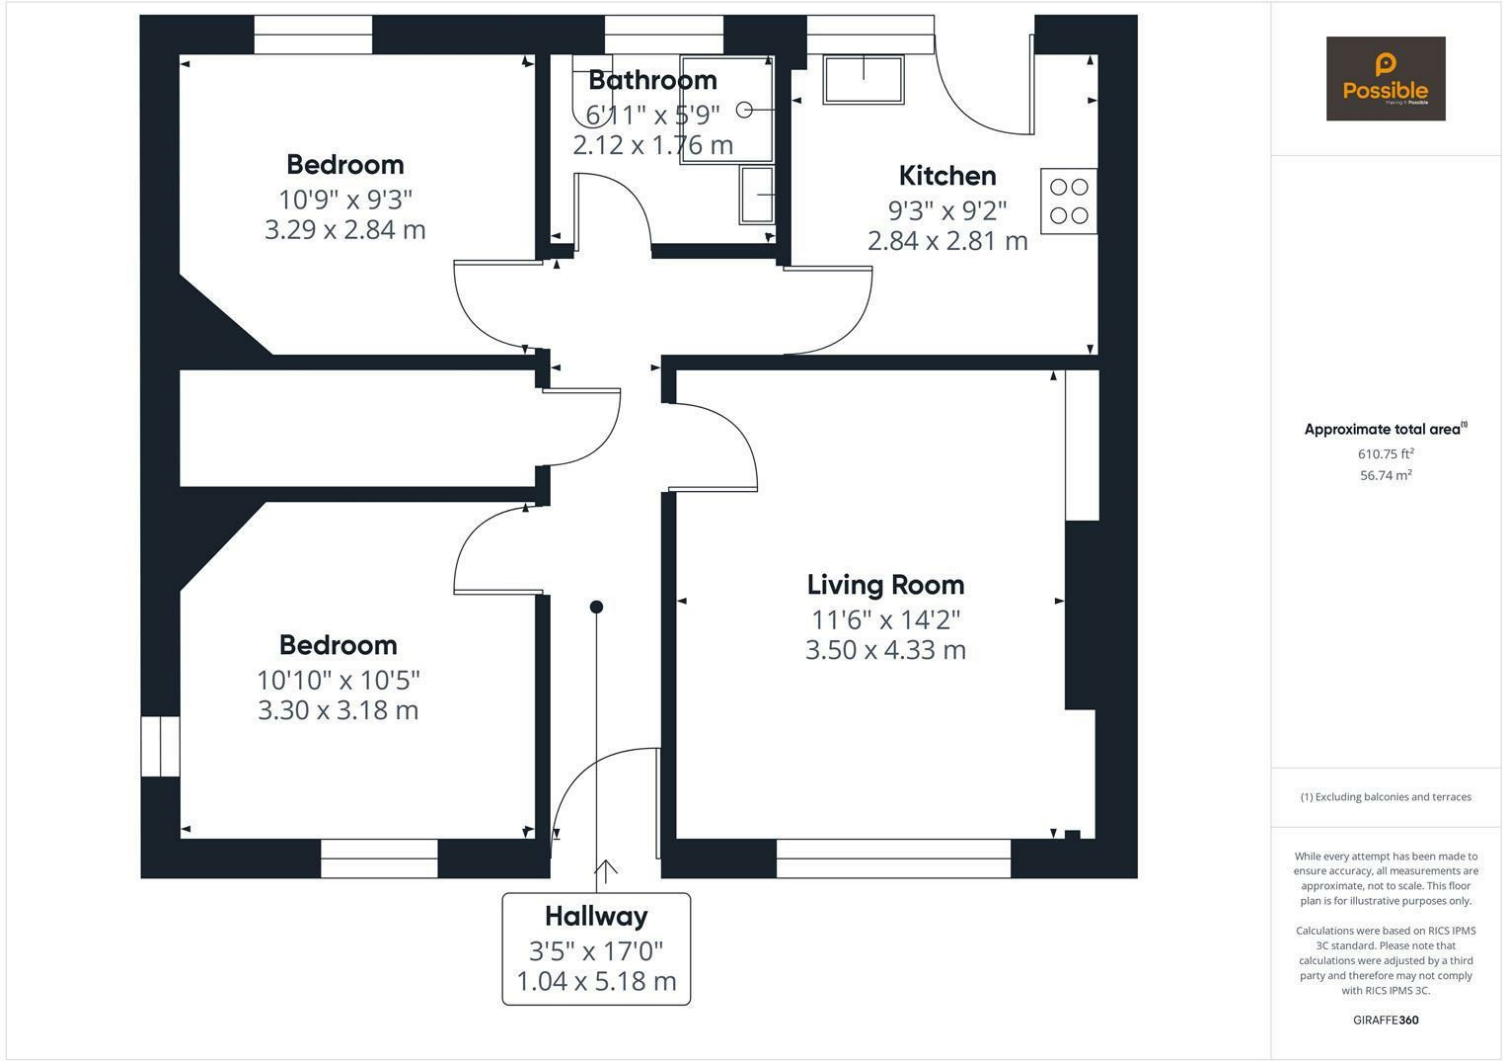 Bedroom
10'9" x 9'3"
3.29 x 2.84 m
Bathroom
6'11" x 5'9"
2.12 x 1.76 m
Kitchen
9'3" x 9'2"
2.84 x 2.81 m
Bedroom
10'10" x 10'5"
3.30 x 3.18 m
Living Room
11'6" x 14'2"
3.50 x 4.33 m
Hallway
3'5" x 17'0"
1.04 x 5.18 m
Possible
Making it Possible
Approximate total area(1)
610.75 ft²
56.74 m²
(1) Excluding balconies and terraces
While every attempt has been made to
ensure accuracy, all measurements are
approximate, not to scale. This floor
plan is for illustrative purposes only.
Calculations were based on RICS IPMS
3C standard. Please note that
calculations were adjusted by a third
party and therefore may not comply
with RICS IPMS 3C.
GIRAFFE360